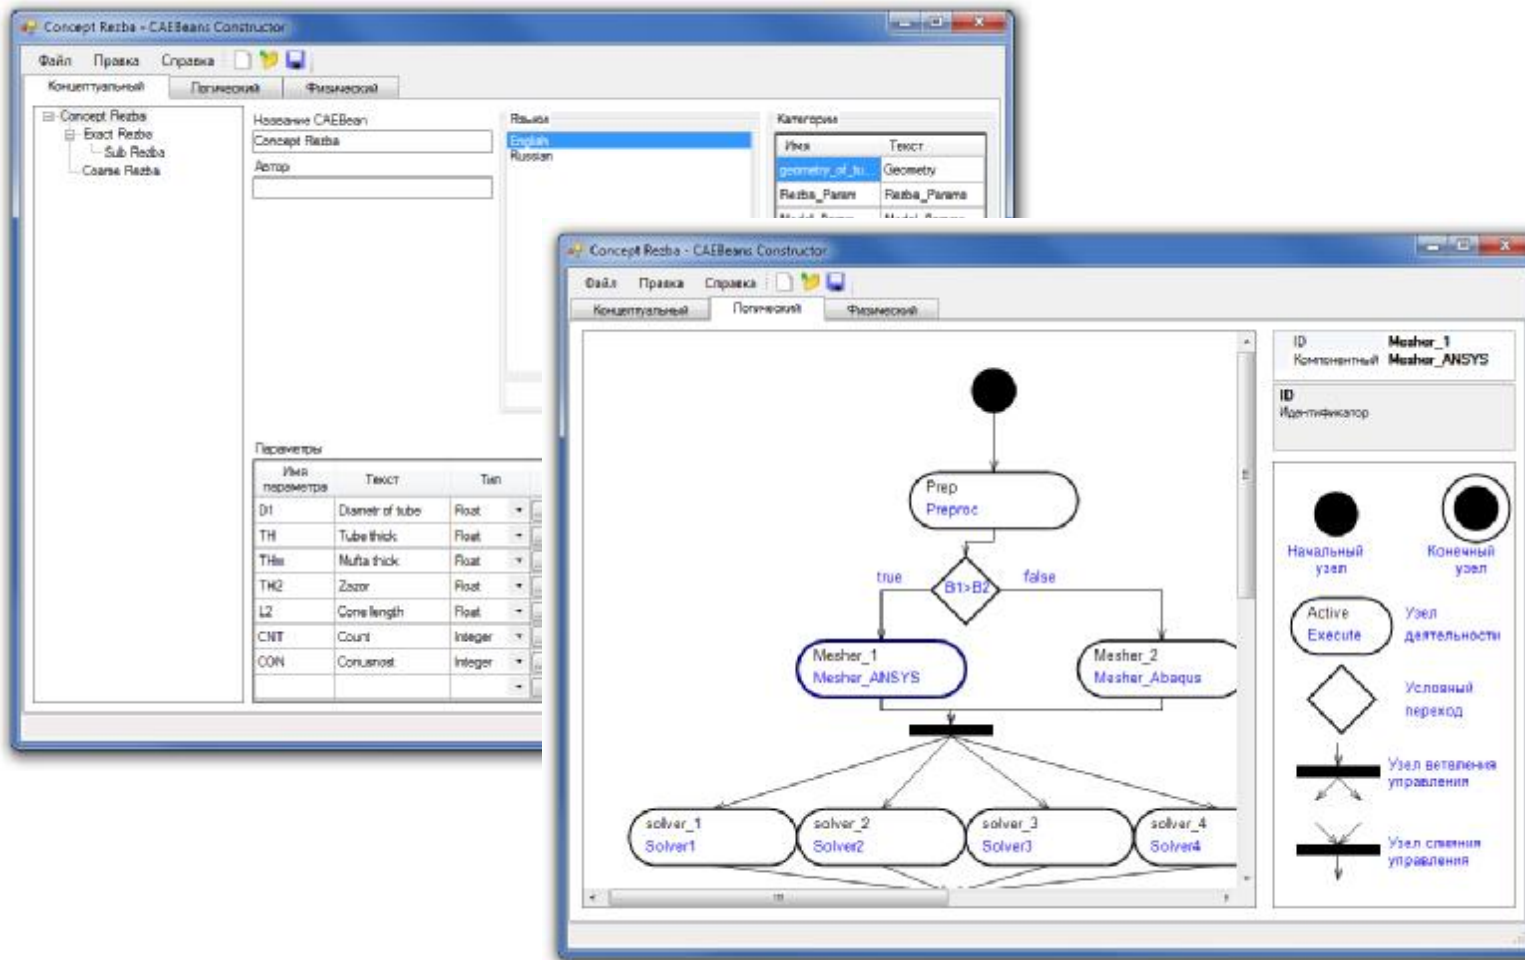 Concept Rezba - CAEBeans Constructor
Файл Правка Справка
Концептуальный Логический Физический
Concept Rezba
Exact Rezba
Sub Rezba
Coarse Rezba
Название CAEBean
Concept Rezba
Автор
Языки
English
Russian
Категории
Имя Текст
geometry_of_tu... Geometry
Rezba_Param Rezba_Params
Параметры
Имя параметра Текст Тип
D1 Diametr of tube Float
TH Tube thick Float
THm Mufta thick Float
TH2 Zazor Float
L2 Cone length Float
CNT Count Integer
CON Conusnost Integer
Concept Rezba - CAEBeans Constructor
Файл Правка Справка
Концептуальный Логический Физический
Prep
Preproc
true
B1>B2
false
Mesher_1
Mesher_ANSYS
Mesher_2
Mesher_Abaqus
solver_1
Solver1
solver_2
Solver2
solver_3
Solver3
solver_4
Solver4
ID Mesher_1
Компонентный Mesher_ANSYS
ID
Идентификатор
Начальный
узел
Конечный
узел
Active
Execute
Узел
деятельности
Условный
переход
Узел ветвления
управления
Узел слияния
управления